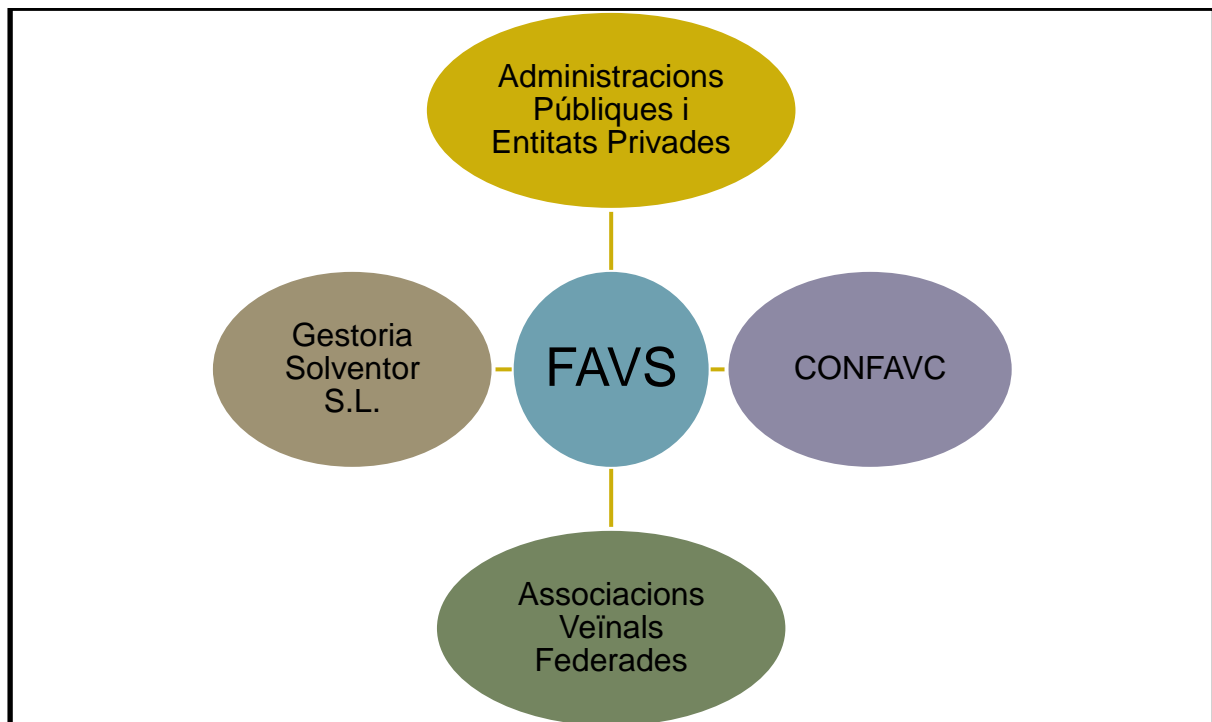 Administracions
Públiques i
Entitats Privades
Gestoria
Solventor
S.L.
FAVS
CONFAVC
Associacions
Veïnals
Federades